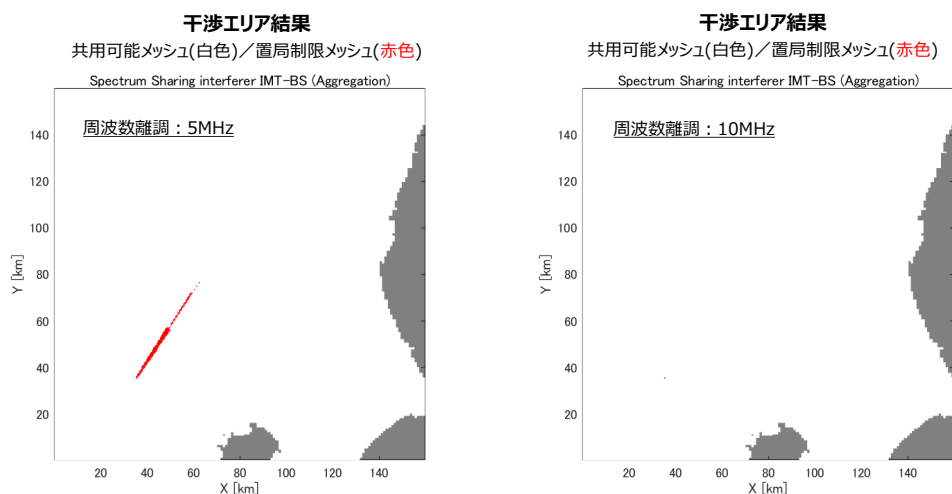 干渉エリア結果
共用可能メッシュ(白色)／置局制限メッシュ(赤色)
Spectrum Sharing interferer IMT-BS (Aggregation)
周波数離調：5MHz
140
120
100
80
60
40
20
Y [km]
20 40 60 80 100 120 140
X [km]
干渉エリア結果
共用可能メッシュ(白色)／置局制限メッシュ(赤色)
Spectrum Sharing interferer IMT-BS (Aggregation)
周波数離調：10MHz
140
120
100
80
60
40
20
Y [km]
20 40 60 80 100 120 140
X [km]